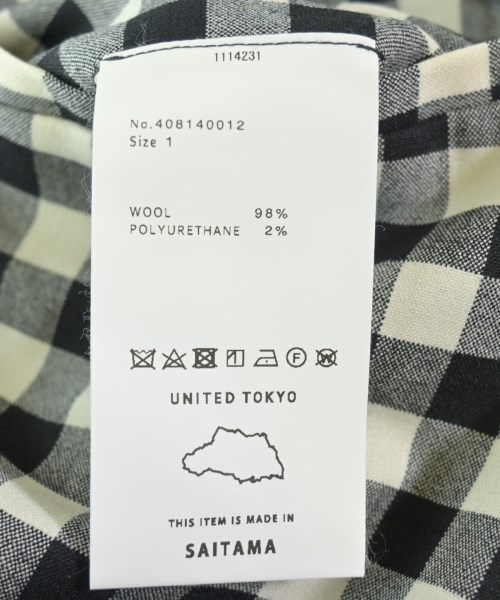 1114231
No.408140012
Size 1
WOOL 98%
POLYURETHANE 2%
F W
UNITED TOKYO
THIS ITEM IS MADE IN
SAITAMA